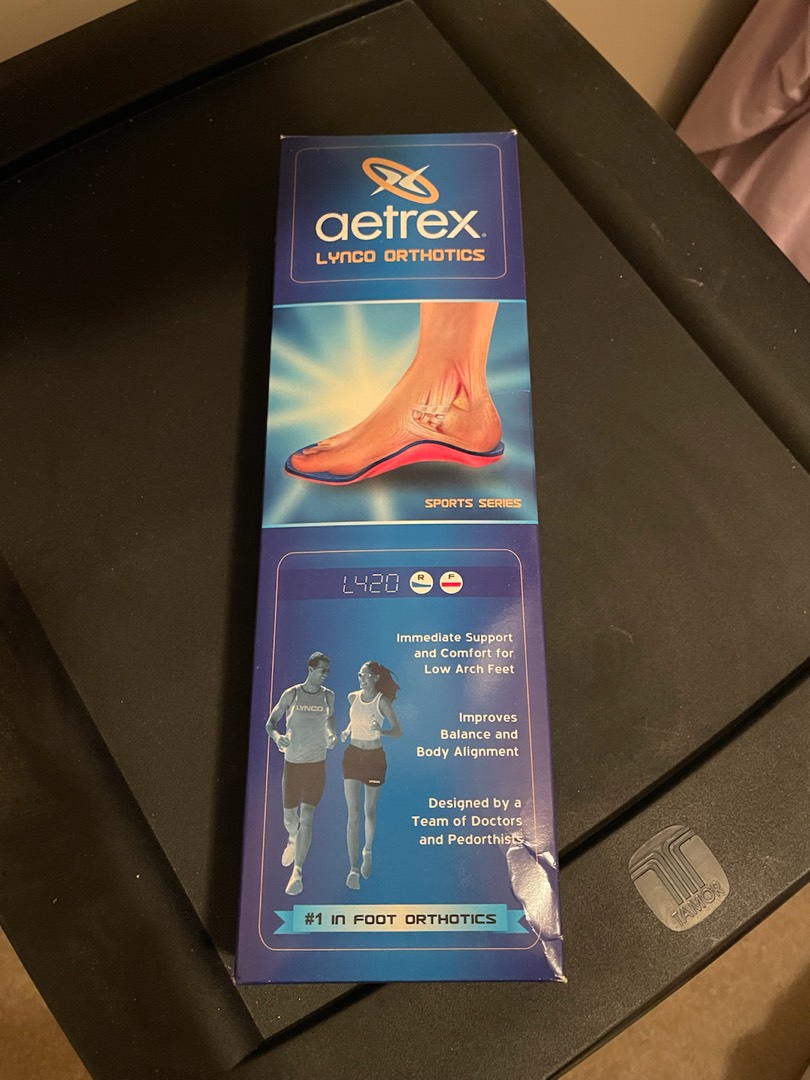 aetrex®
LYNCO ORTHOTICS
SPORTS SERIES
L420 R F
Immediate Support
and Comfort for
Low Arch Feet
LYNCO
Improves
Balance and
Body Alignment
Designed by a
Team of Doctors
and Pedorthists
#1 IN FOOT ORTHOTICS
TAMOR